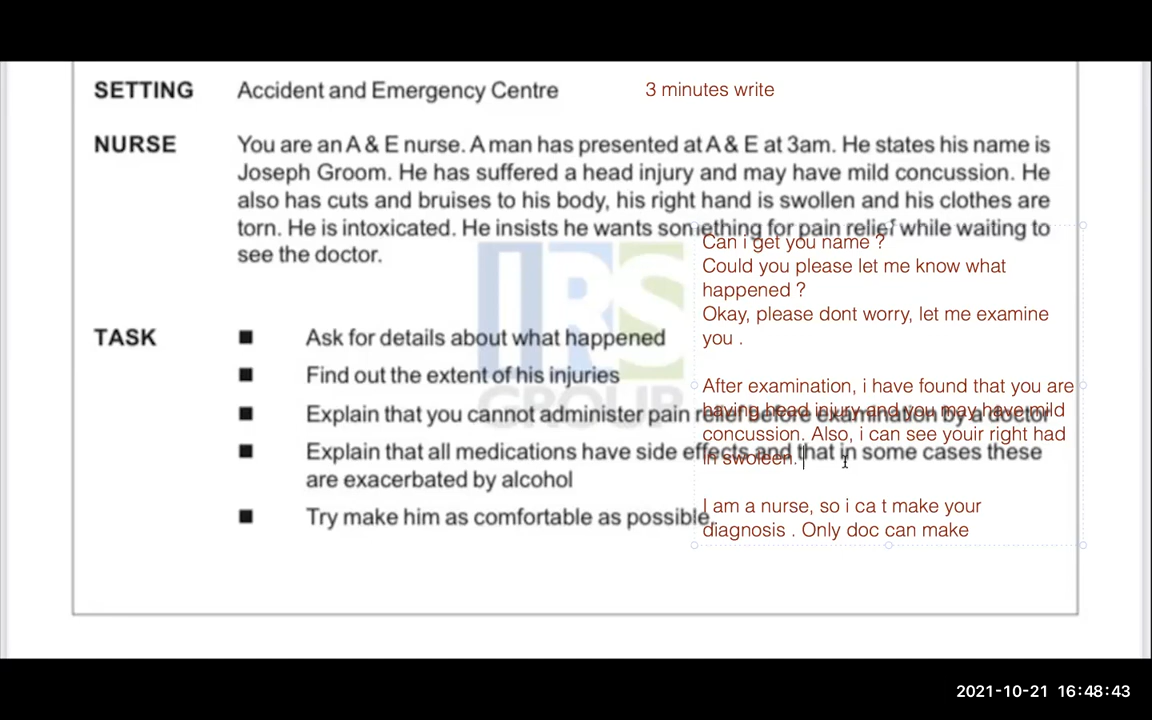 SETTING Accident and Emergency Centre 3 minutes write
NURSE You are an A & E nurse. A man has presented at A & E at 3am. He states his name is
Joseph Groom. He has suffered a head injury and may have mild concussion. He
also has cuts and bruises to his body, his right hand is swollen and his clothes are
torn. He is intoxicated. He insists he wants something for pain relief while waiting to
see the doctor.
TASK
■ Ask for details about what happened
■ Find out the extent of his injuries
■ Explain that you cannot administer pain relief before examination by a doctor
■ Explain that all medications have side effects and that in some cases these
are exacerbated by alcohol
■ Try make him as comfortable as possible.
Can i get you name ?
Could you please let me know what
happened ?
Okay, please dont worry, let me examine
you .
After examination, i have found that you are
having head injury and you may have mild
concussion. Also, i can see youir right had
in swoleen.
I am a nurse, so i ca t make your
diagnosis . Only doc can make
IRS
GROUP
2021-10-21 16:48:43